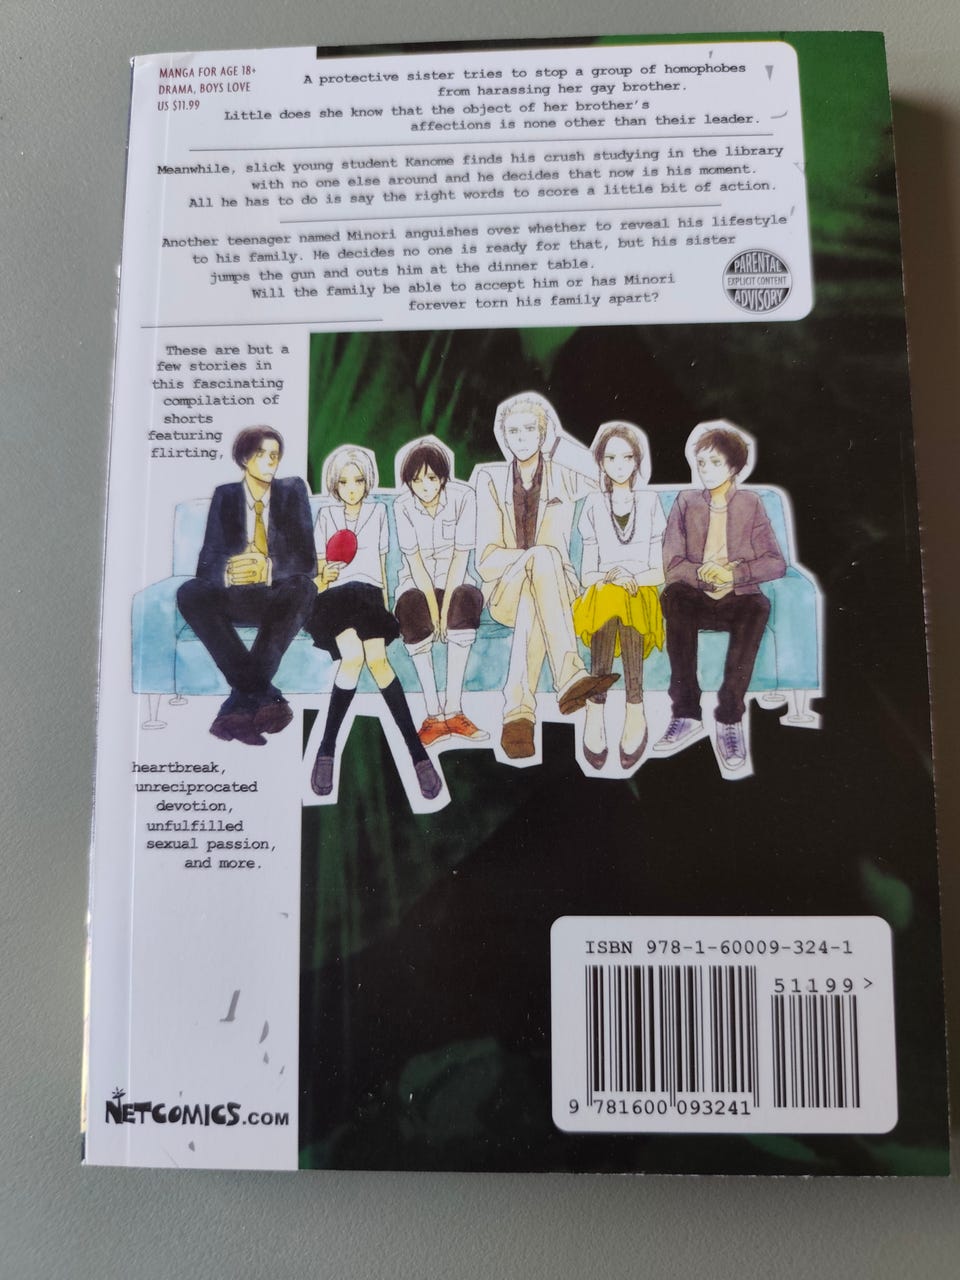 MANGA FOR AGE 18+
DRAMA, BOYS LOVE
US $11.99
A protective sister tries to stop a group of homophobes
from harassing her gay brother.
Little does she know that the object of her brother's
affections is none other than their leader.
Meanwhile, slick young student Kanome finds his crush studying in the library
with no one else around and he decides that now is his moment.
All he has to do is say the right words to score a little bit of action.
Another teenager named Minori anguishes over whether to reveal his lifestyle
to his family. He decides no one is ready for that, but his sister
jumps the gun and outs him at the dinner table.
Will the family be able to accept him or has Minori
forever torn his family apart?
PARENTAL
EXPLICIT CONTENT
ADVISORY
These are but a
few stories in
this fascinating
compilation of
shorts
featuring
flirting,
heartbreak,
unreciprocated
devotion,
unfulfilled
sexual passion,
and more.
NETCOMICS.COM
ISBN 978-1-60009-324-1
51199 >
9 781600 093241